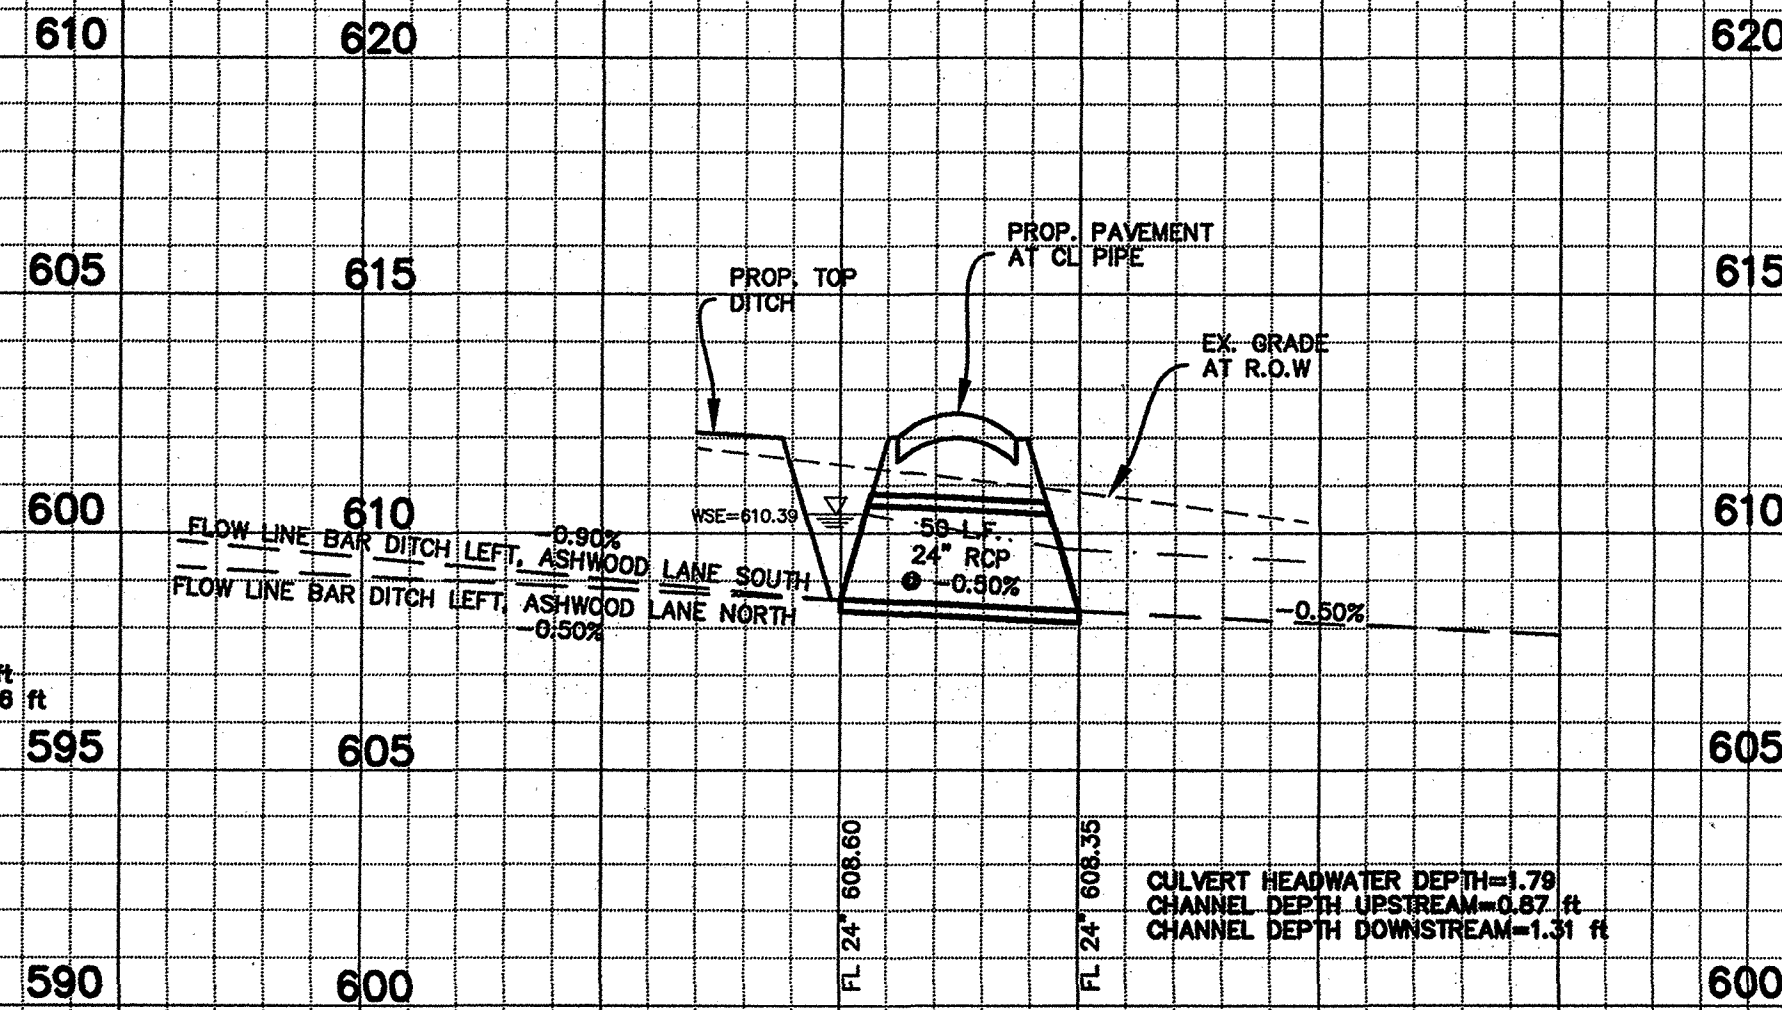 610
620
620
PROP. PAVEMENT
AT CL PIPE
605
615
PROP. TOP
DITCH
615
EX. GRADE
AT R.O.W
600
610
610
WSE=610.39
FLOW LINE BAR DITCH LEFT, ASHWOOD LANE SOUTH
-0.90%
50 L.F.
24" RCP
@ -0.50%
FLOW LINE BAR DITCH LEFT, ASHWOOD LANE NORTH
-0.50%
-0.50%
ft
6 ft
595
605
605
FL 24" 608.60
FL 24" 608.35
CULVERT HEADWATER DEPTH=1.79
CHANNEL DEPTH UPSTREAM=0.87 ft
CHANNEL DEPTH DOWNSTREAM=1.31 ft
590
600
600